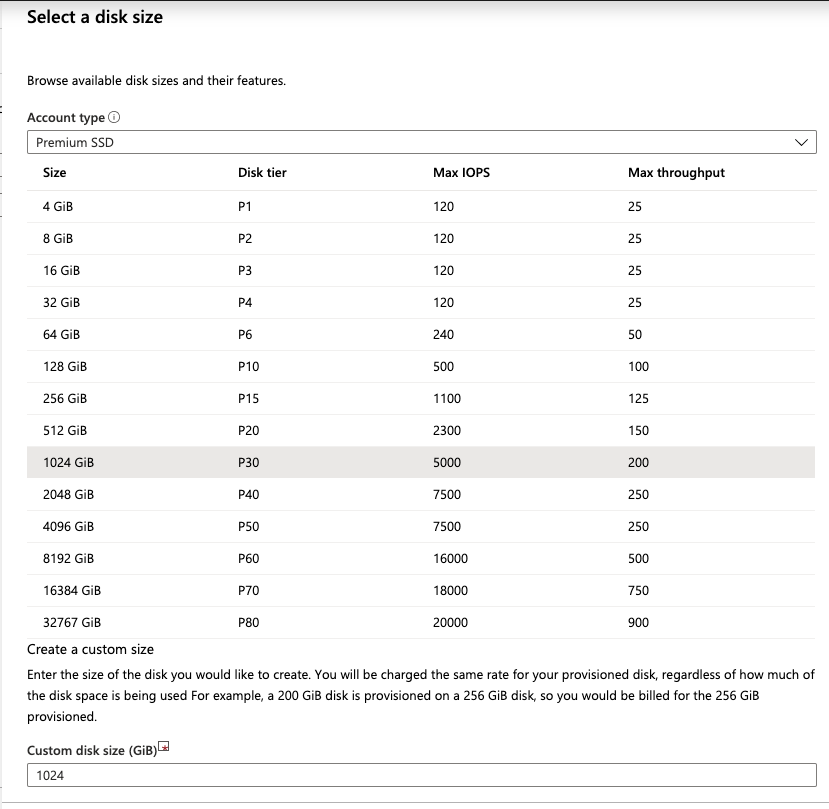 Select a disk size
Browse available disk sizes and their features.
Account type
Premium SSD
Size Disk tier Max IOPS Max throughput
4 GiB P1 120 25
8 GiB P2 120 25
16 GiB P3 120 25
32 GiB P4 120 25
64 GiB P6 240 50
128 GiB P10 500 100
256 GiB P15 1100 125
512 GiB P20 2300 150
1024 GiB P30 5000 200
2048 GiB P40 7500 250
4096 GiB P50 7500 250
8192 GiB P60 16000 500
16384 GiB P70 18000 750
32767 GiB P80 20000 900
Create a custom size
Enter the size of the disk you would like to create. You will be charged the same rate for your provisioned disk, regardless of how much of
the disk space is being used For example, a 200 GiB disk is provisioned on a 256 GiB disk, so you would be billed for the 256 GiB
provisioned.
Custom disk size (GiB) *
1024